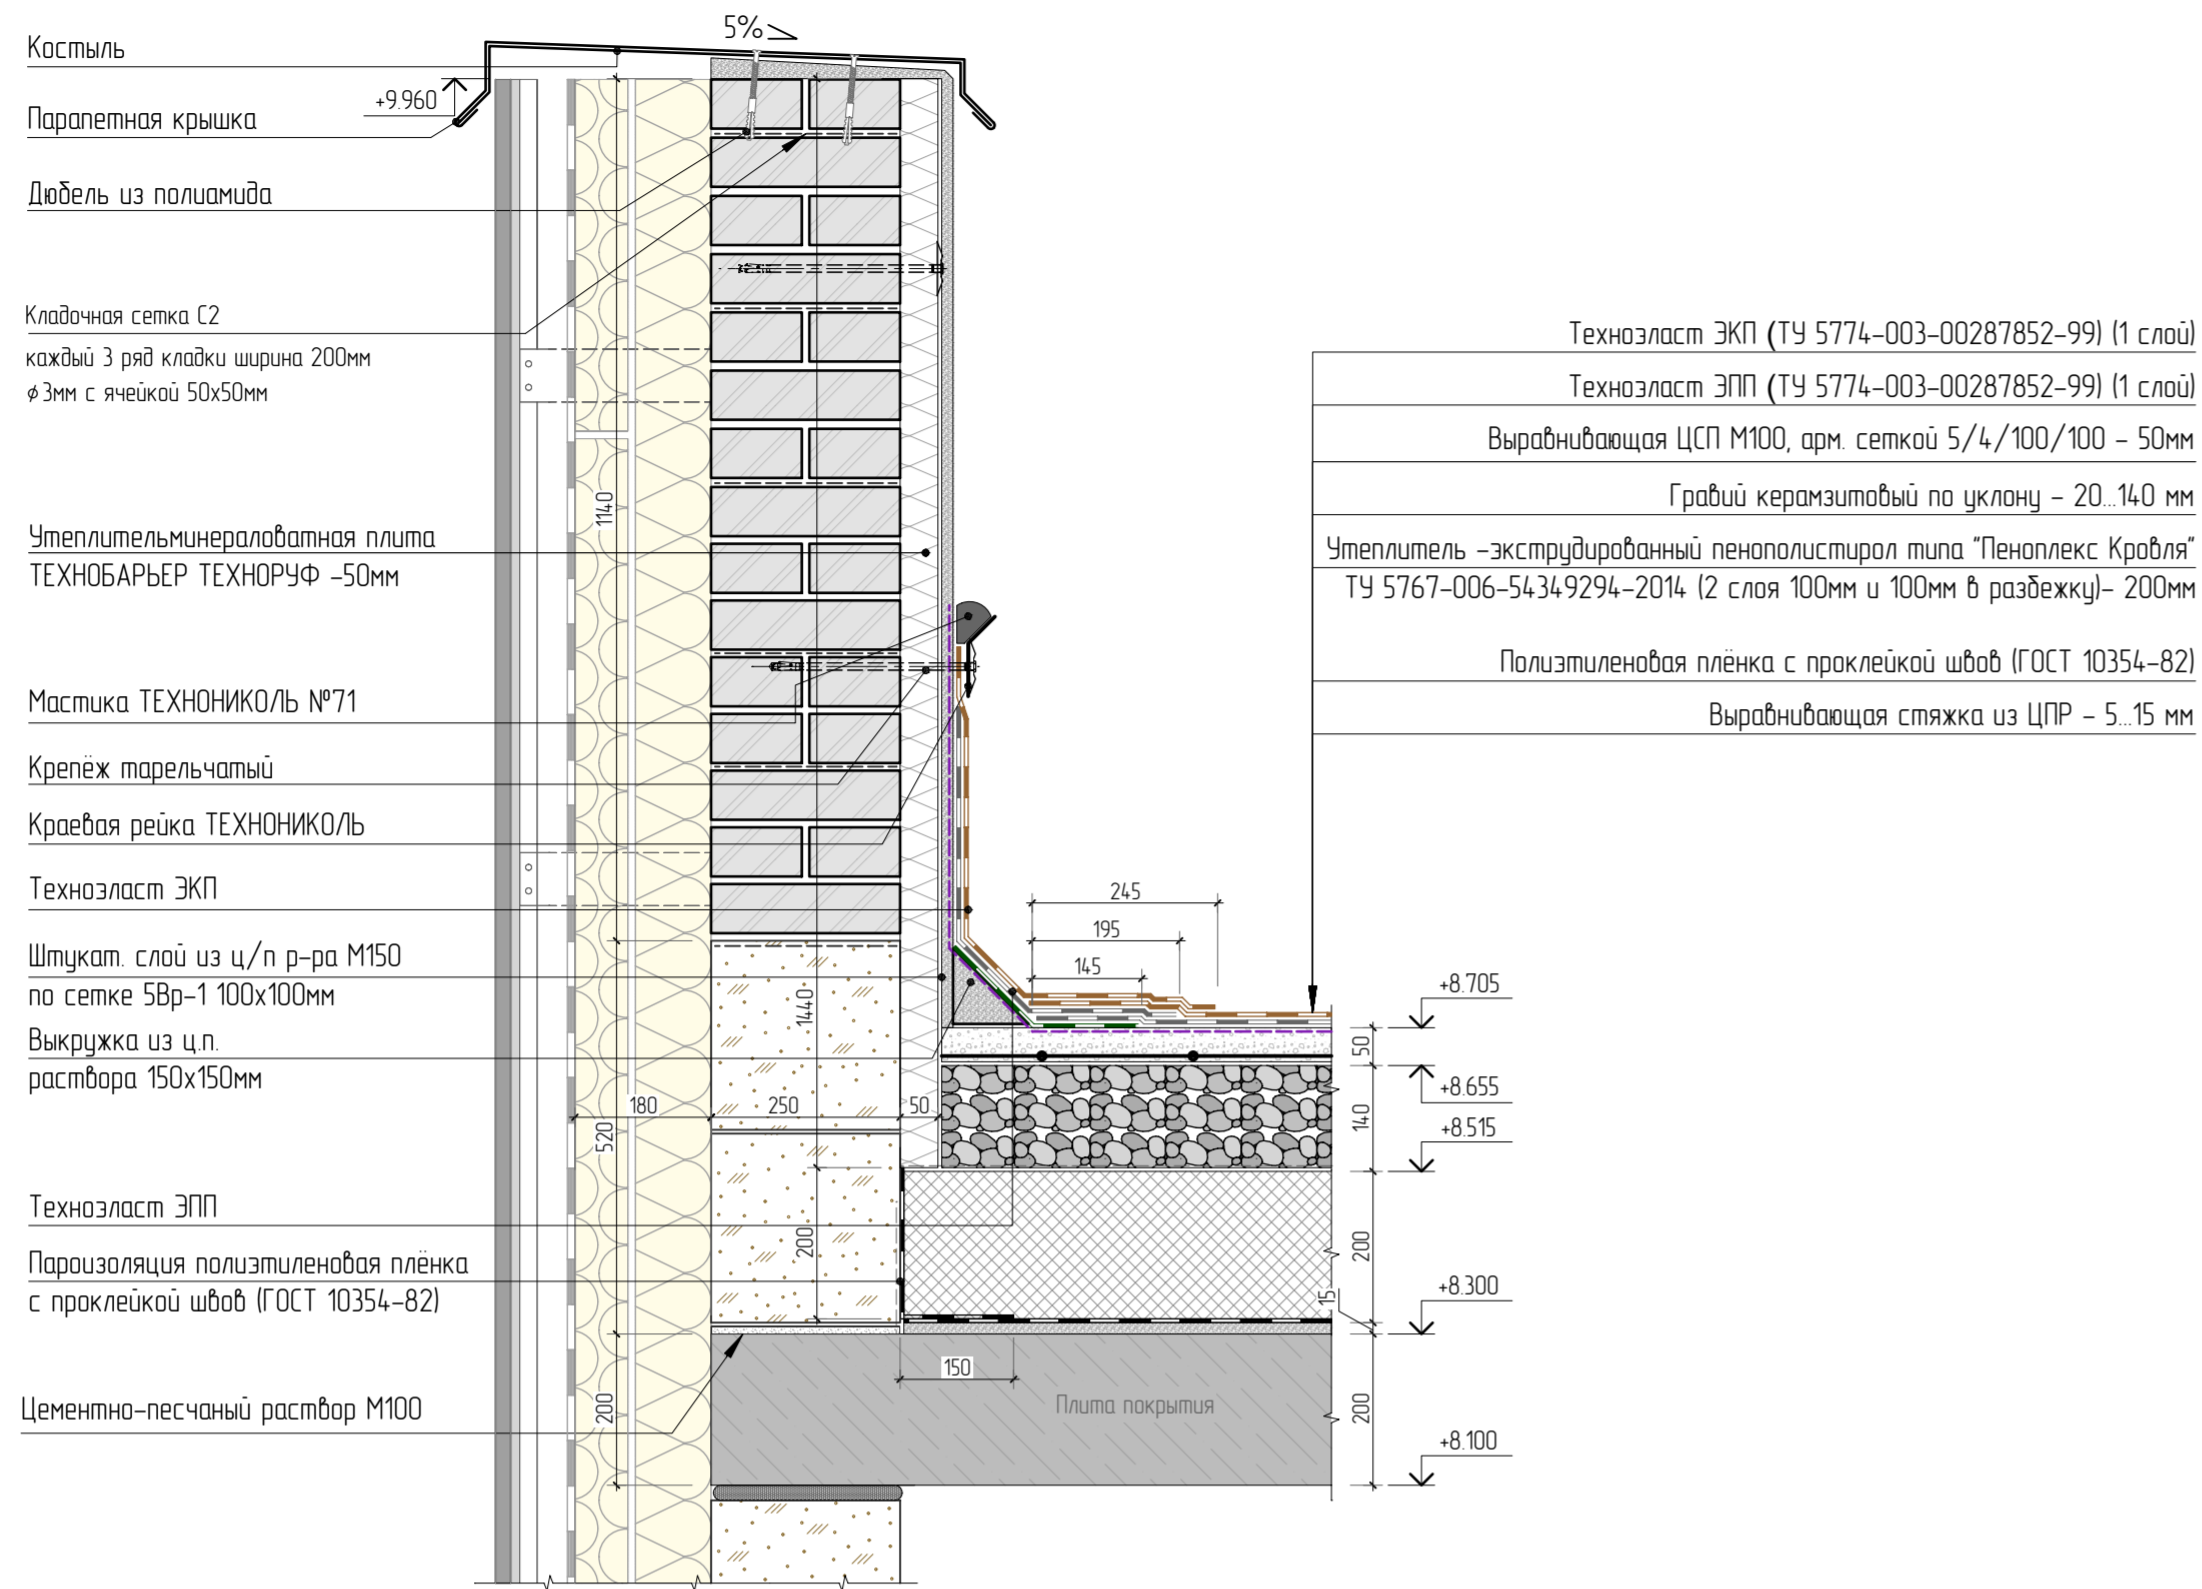 5%
Костыль
+9.960
Парапетная крышка
Дюбель из полиамида
Кладочная сетка С2
каждый 3 ряд кладки ширина 200мм
ф3мм с ячейкой 50х50мм
Утеплительминераловатная плита
ТЕХНОБАРЬЕР ТЕХНОРУФ -50мм
Мастика ТЕХНОНИКОЛЬ №71
Крепёж тарельчатый
Краевая рейка ТЕХНОНИКОЛЬ
Техноэласт ЭКП
Штукат. слой из ц/п р-ра М150
по сетке 5Вр-1 100х100мм
Выкружка из ц.п.
раствора 150х150мм
Техноэласт ЭПП
Пароизоляция полиэтиленовая плёнка
с проклейкой швов (ГОСТ 10354-82)
Цементно-песчаный раствор М100
1140
520
200
180
250
50
1440
200
150
Плита покрытия
245
195
145
Техноэласт ЭКП (ТУ 5774-003-00287852-99) (1 слой)
Техноэласт ЭПП (ТУ 5774-003-00287852-99) (1 слой)
Выравнивающая ЦСП М100, арм. сеткой 5/4/100/100 - 50мм
Гравий керамзитовый по уклону - 20...140 мм
Утеплитель -экструдированный пенополистирол типа "Пеноплекс Кровля"
ТУ 5767-006-54349294-2014 (2 слоя 100мм и 100мм в разбежку)- 200мм
Полиэтиленовая плёнка с проклейкой швов (ГОСТ 10354-82)
Выравнивающая стяжка из ЦПР - 5...15 мм
50
140
200
15
200
+8.705
+8.655
+8.515
+8.300
+8.100